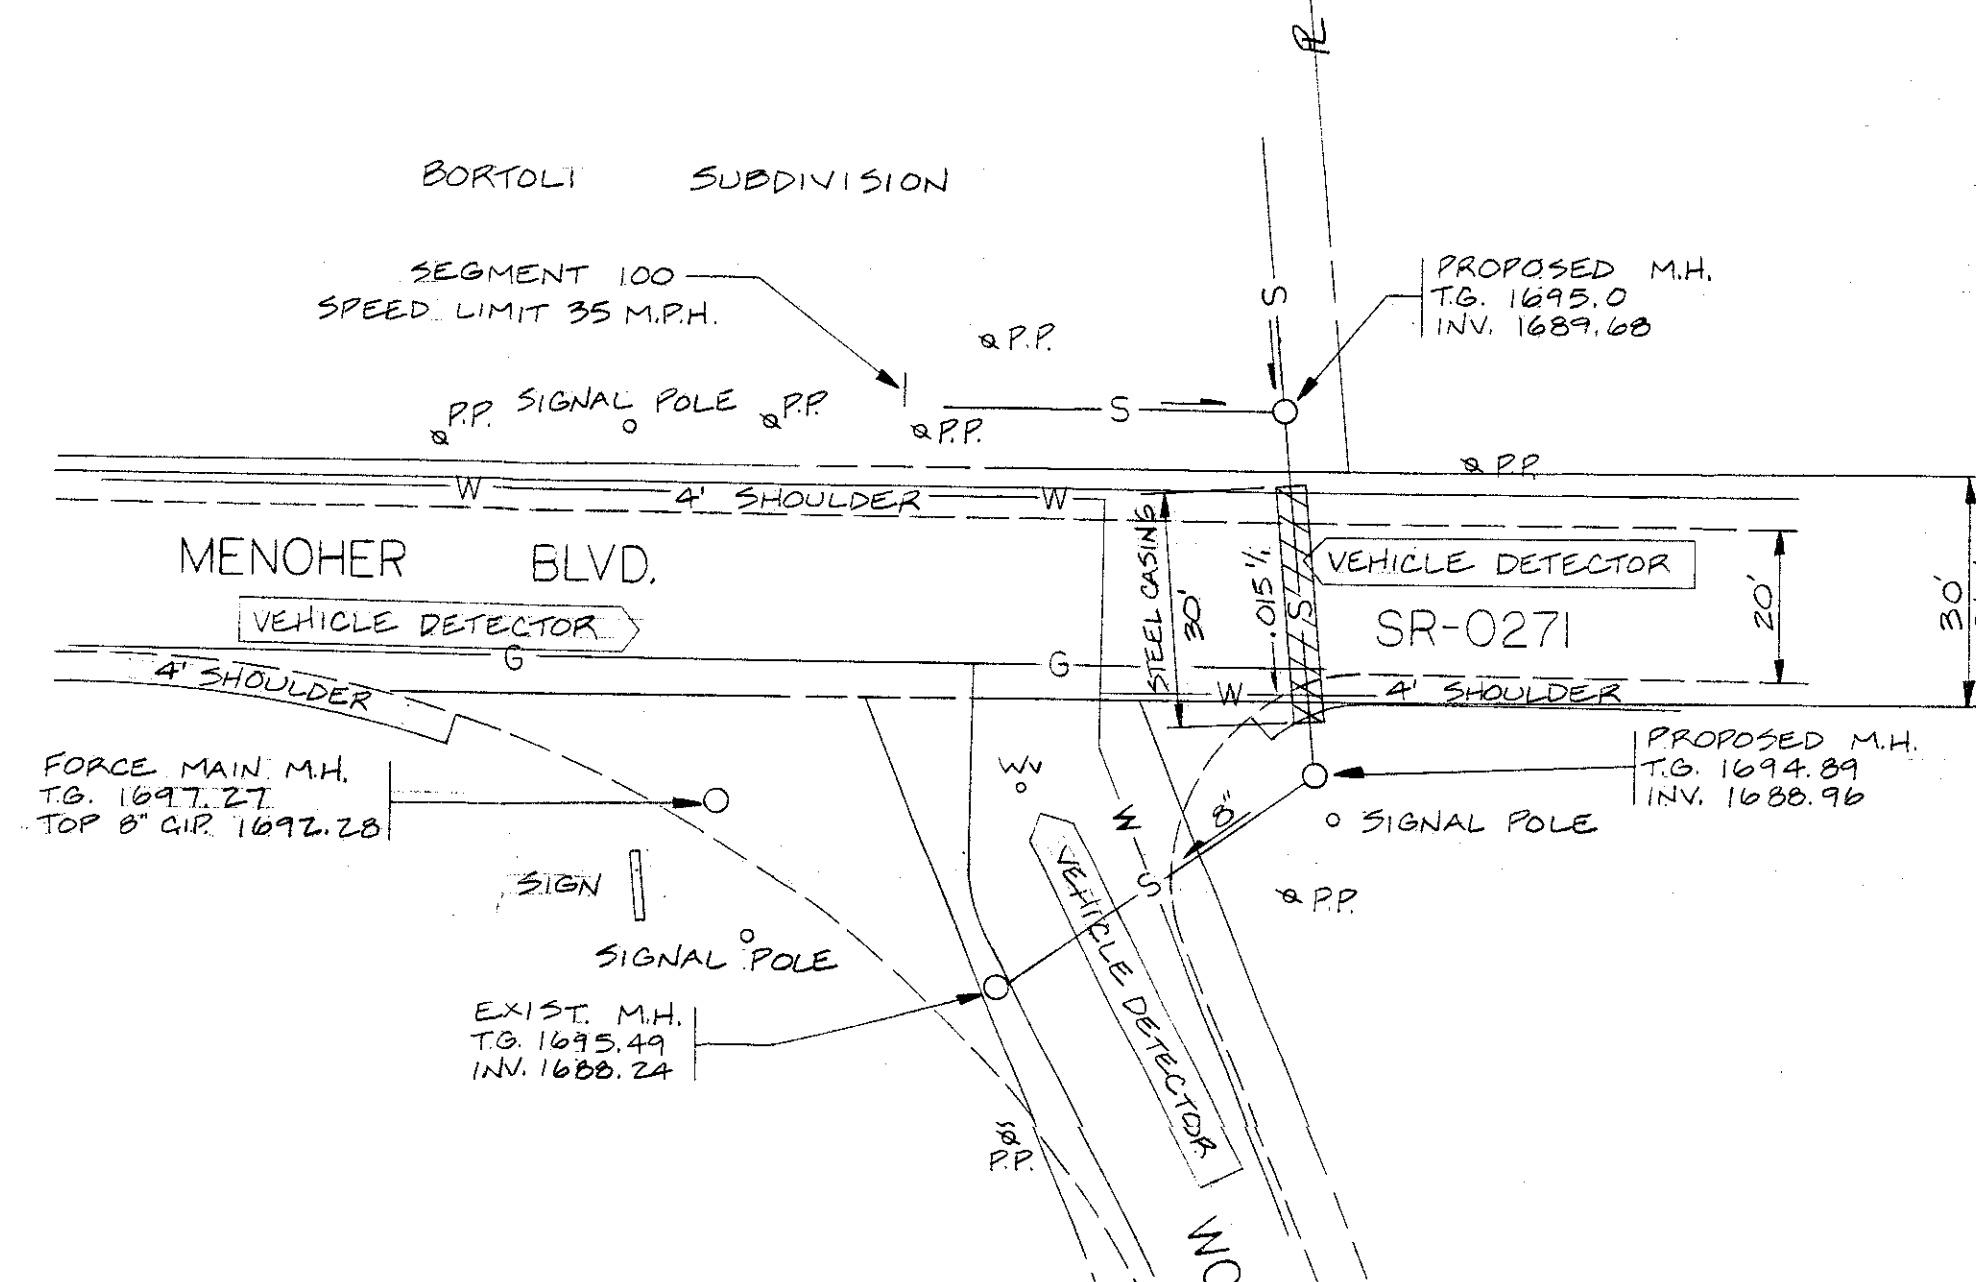 PL
BORTOLI SUBDIVISION
SEGMENT 100
SPEED LIMIT 35 M.P.H.
PROPOSED M.H.
T.G. 1695.0
INV. 1689.68
S
P.P.
P.P. SIGNAL POLE P.P.
S
P.P.
P.P.
W 4' SHOULDER W
MENOHER BLVD.
STEEL CASING
30'
.015 %
S
VEHICLE DETECTOR
SR-0271
20'
30'
VEHICLE DETECTOR
G
G
4' SHOULDER
W
4' SHOULDER
FORCE MAIN M.H.
T.G. 1697.27
TOP 8" C.I.P. 1692.28
WV
W
8"
S
PROPOSED M.H.
T.G. 1694.89
INV. 1688.96
SIGNAL POLE
SIGN
P.P.
SIGNAL POLE
VEHICLE DETECTOR
EXIST. M.H.
T.G. 1695.49
INV. 1688.24
P.P.
WO